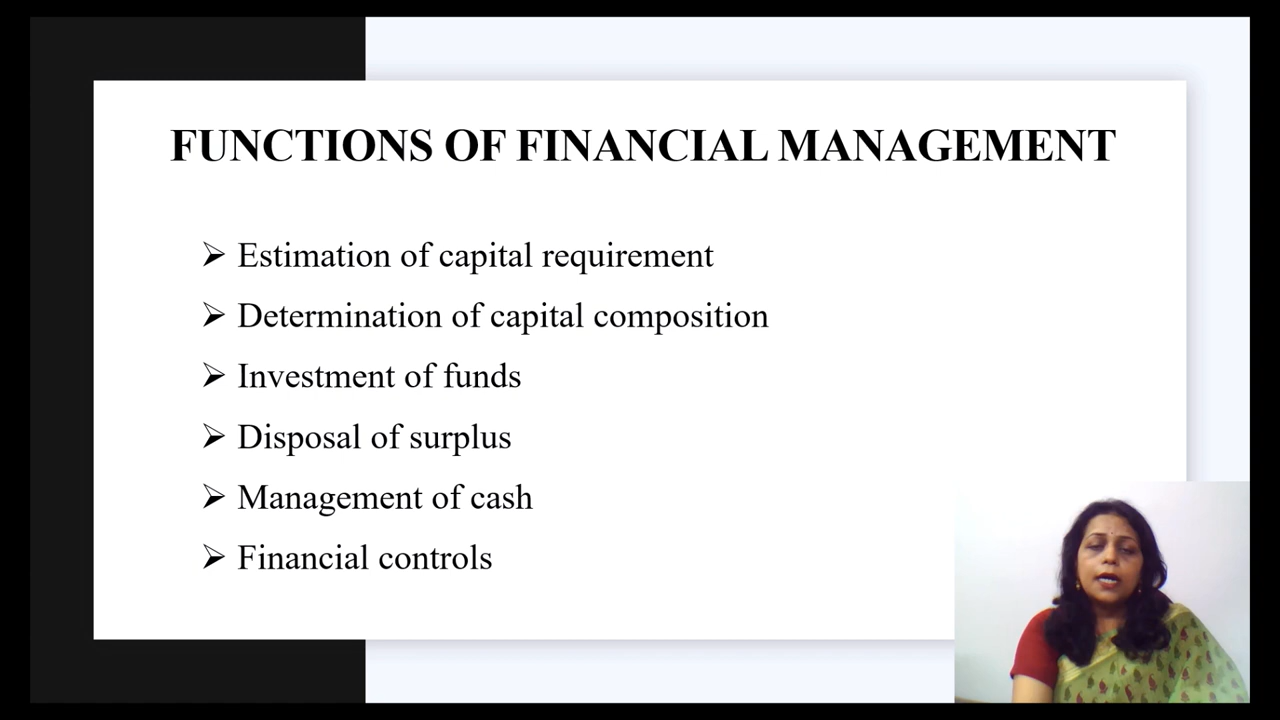 FUNCTIONS OF FINANCIAL MANAGEMENT
➢ Estimation of capital requirement
➢ Determination of capital composition
➢ Investment of funds
➢ Disposal of surplus
➢ Management of cash
➢ Financial controls